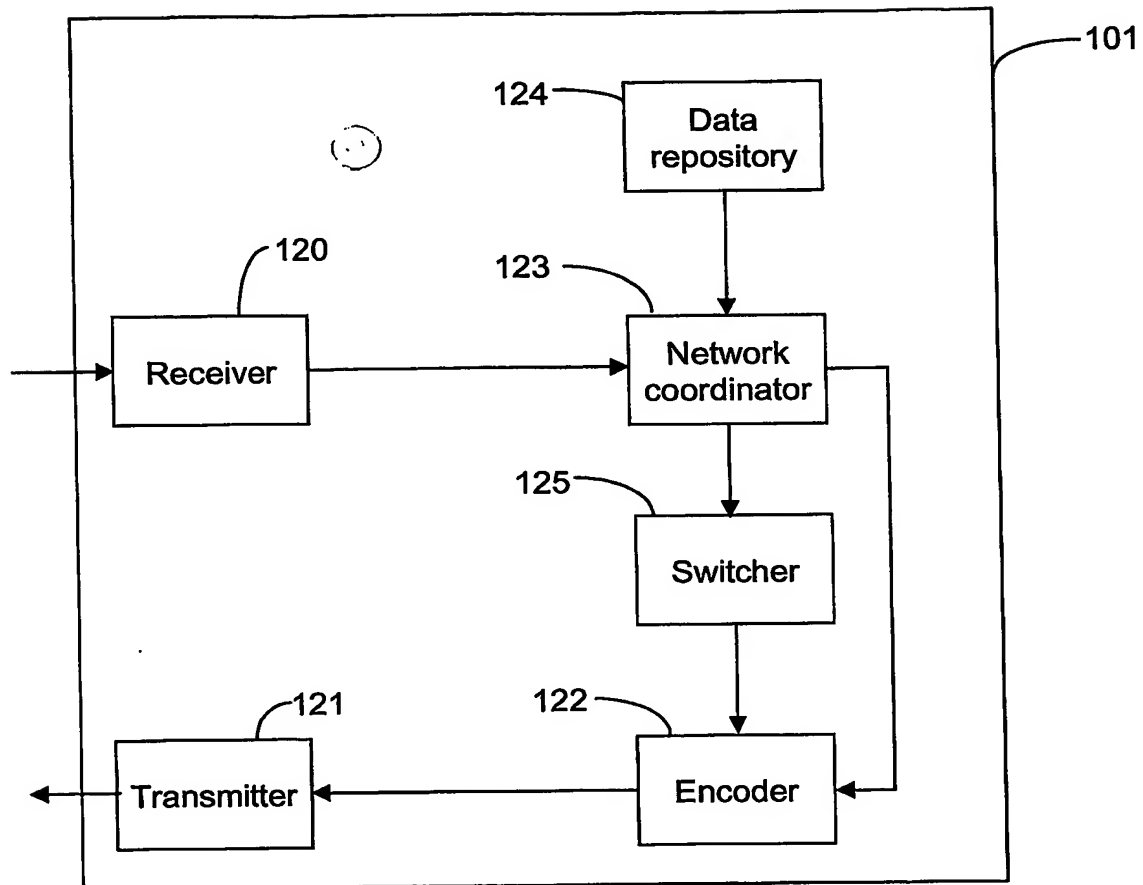 101
124
Data
repository
120
123
Receiver
Network
coordinator
125
Switcher
121
122
Transmitter
Encoder